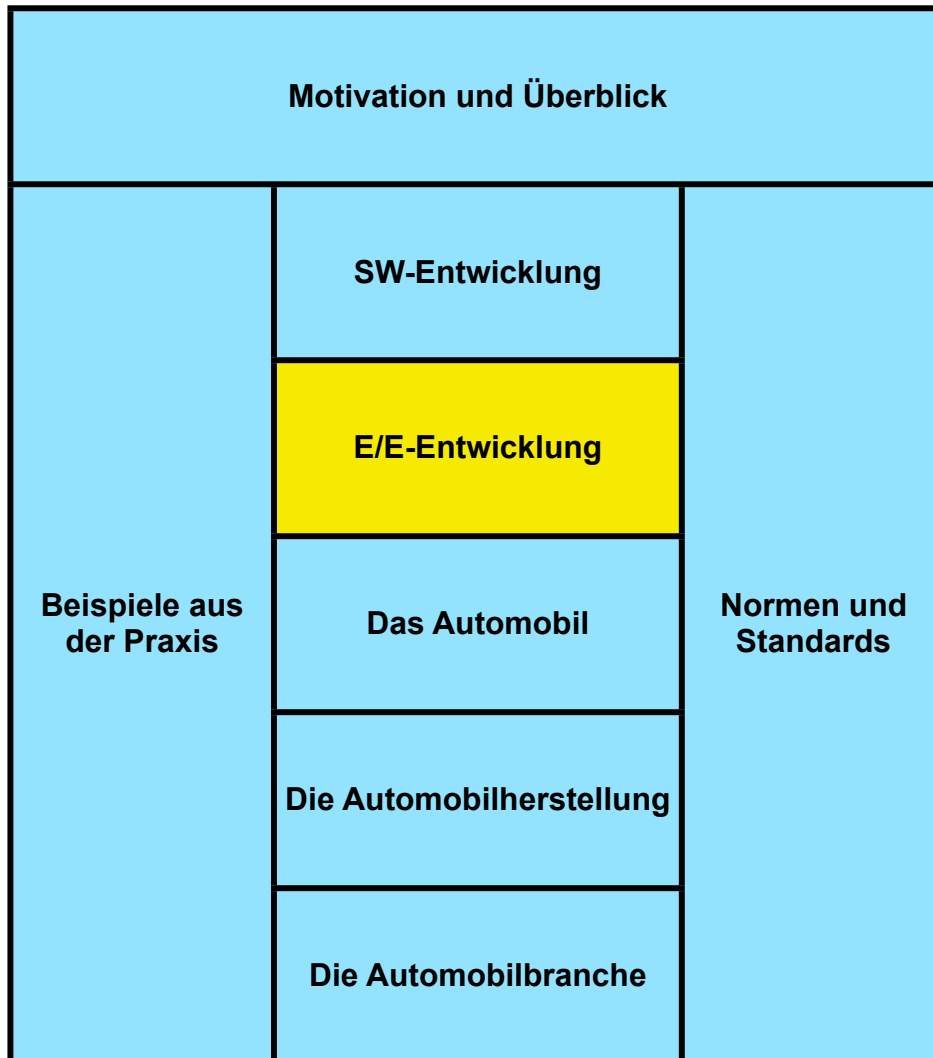 Motivation und Überblick
SW-Entwicklung
E/E-Entwicklung
Beispiele aus
der Praxis
Das Automobil
Normen und
Standards
Die Automobilherstellung
Die Automobilbranche